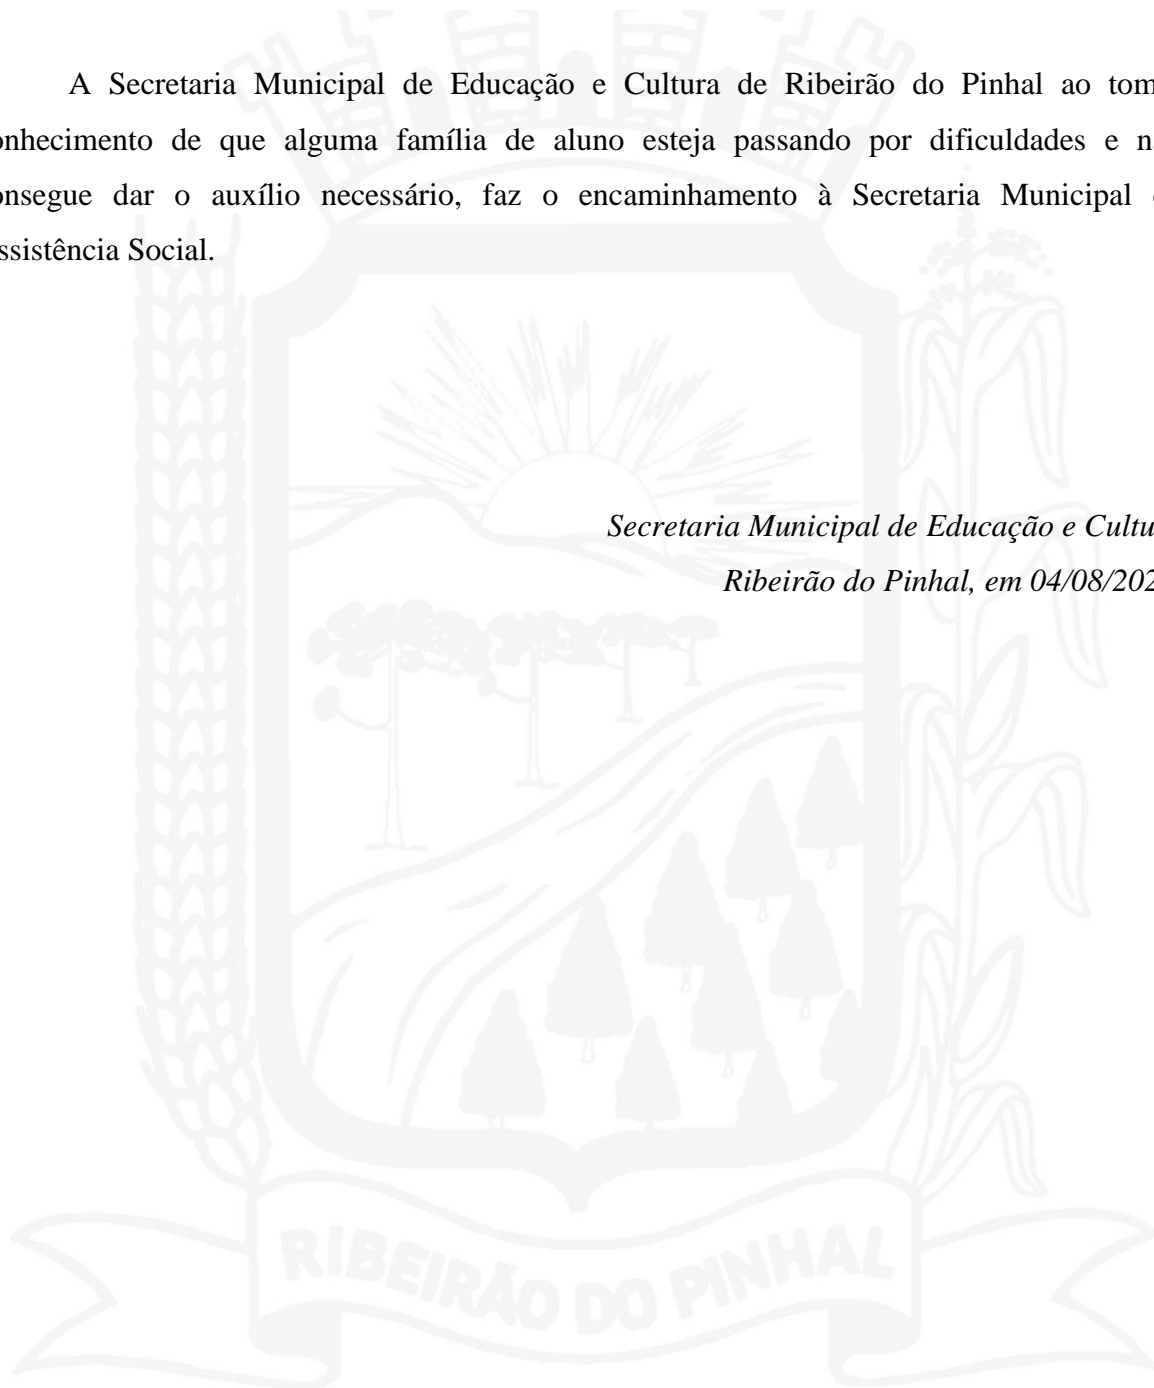 A Secretaria Municipal de Educação e Cultura de Ribeirão do Pinhal ao tom
onhecimento de que alguma família de aluno esteja passando por dificuldades e n
onsegue dar o auxílio necessário, faz o encaminhamento à Secretaria Municipal
ssistência Social.
Secretaria Municipal de Educação e Cultu
Ribeirão do Pinhal, em 04/08/202
RIBEIRÃO DO PINHAL